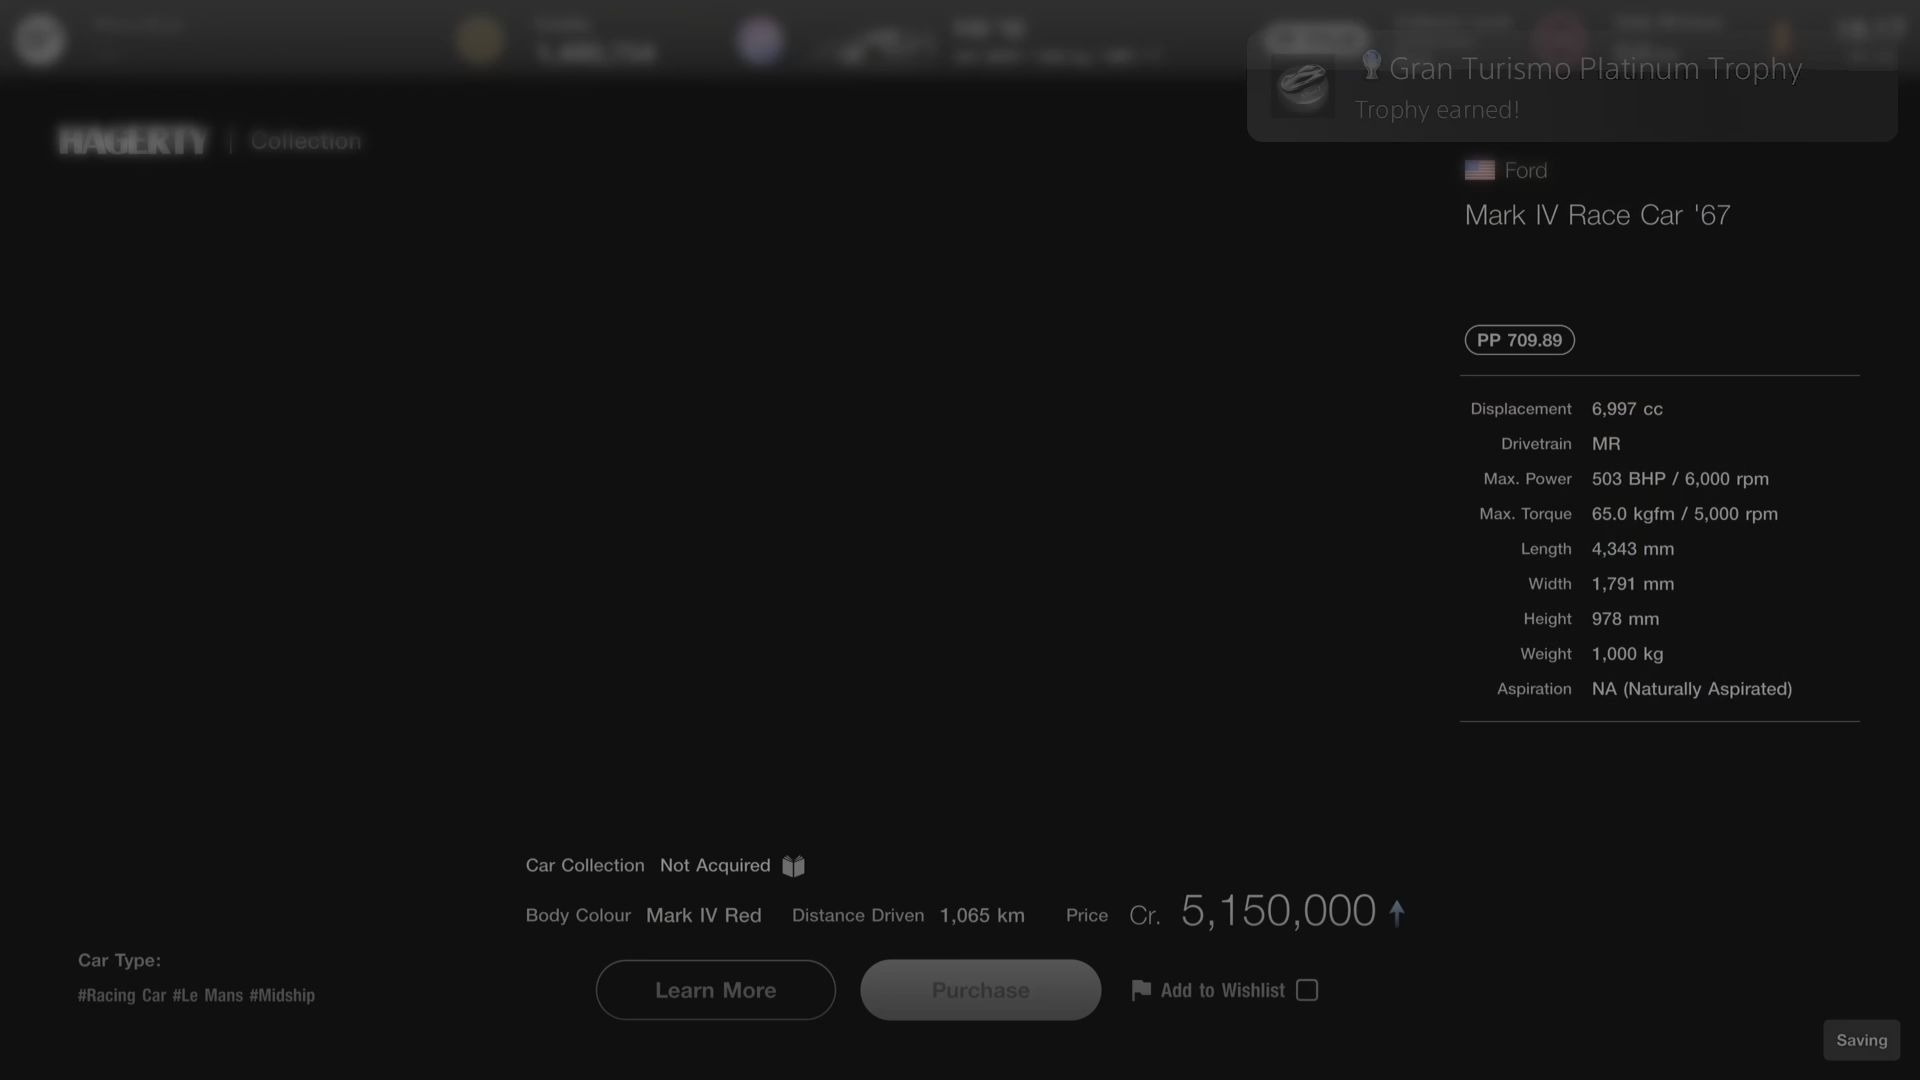 Gran Turismo Platinum Trophy
Trophy earned!
HAGERTY | Collection
Ford
Mark IV Race Car '67
PP 709.89
Displacement 6,997 cc
Drivetrain MR
Max. Power 503 BHP / 6,000 rpm
Max. Torque 65.0 kgfm / 5,000 rpm
Length 4,343 mm
Width 1,791 mm
Height 978 mm
Weight 1,000 kg
Aspiration NA (Naturally Aspirated)
Car Collection Not Acquired
Body Colour Mark IV Red Distance Driven 1,065 km Price Cr. 5,150,000
Car Type:
#Racing Car #Le Mans #Midship
Learn More
Purchase
Add to Wishlist
Saving